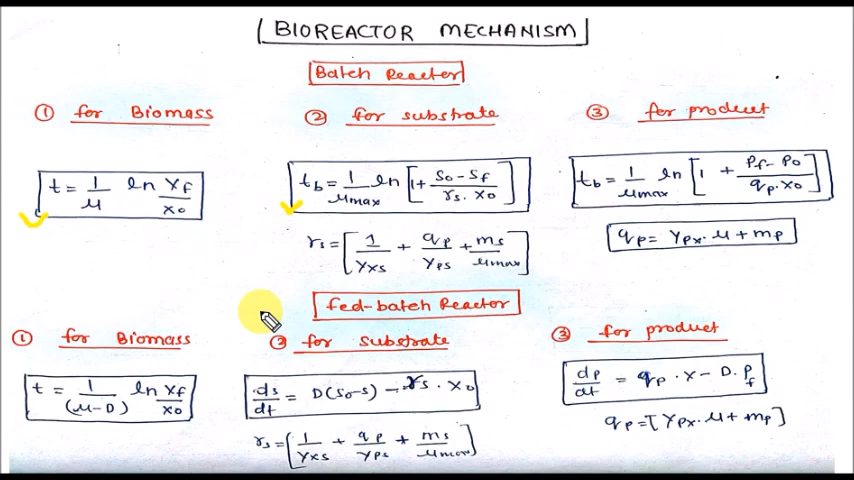 BIOREACTOR MECHANISM
Batch Reactor
① for Biomass
② for substrate
③ for product
t = 1/μ ln Xf/X0
tb = 1/μmax ln [1 + S0 - Sf / rs. X0]
tb = 1/μmax ln [1 + Pf - P0 / qp. X0]
rs = [1/Yxs + qp/Yps + ms/μmax]
qp = Ypx. μ + mp
Fed-batch Reactor
① for Biomass
② for substrate
③ for product
t = 1/(μ-D) ln Xf/X0
ds/dt = D(S0-S) - rs. X0
dp/dt = qp. X - D. Pf
rs = [1/Yxs + qp/Yps + ms/μmax]
qp = [Ypx. μ + mp]